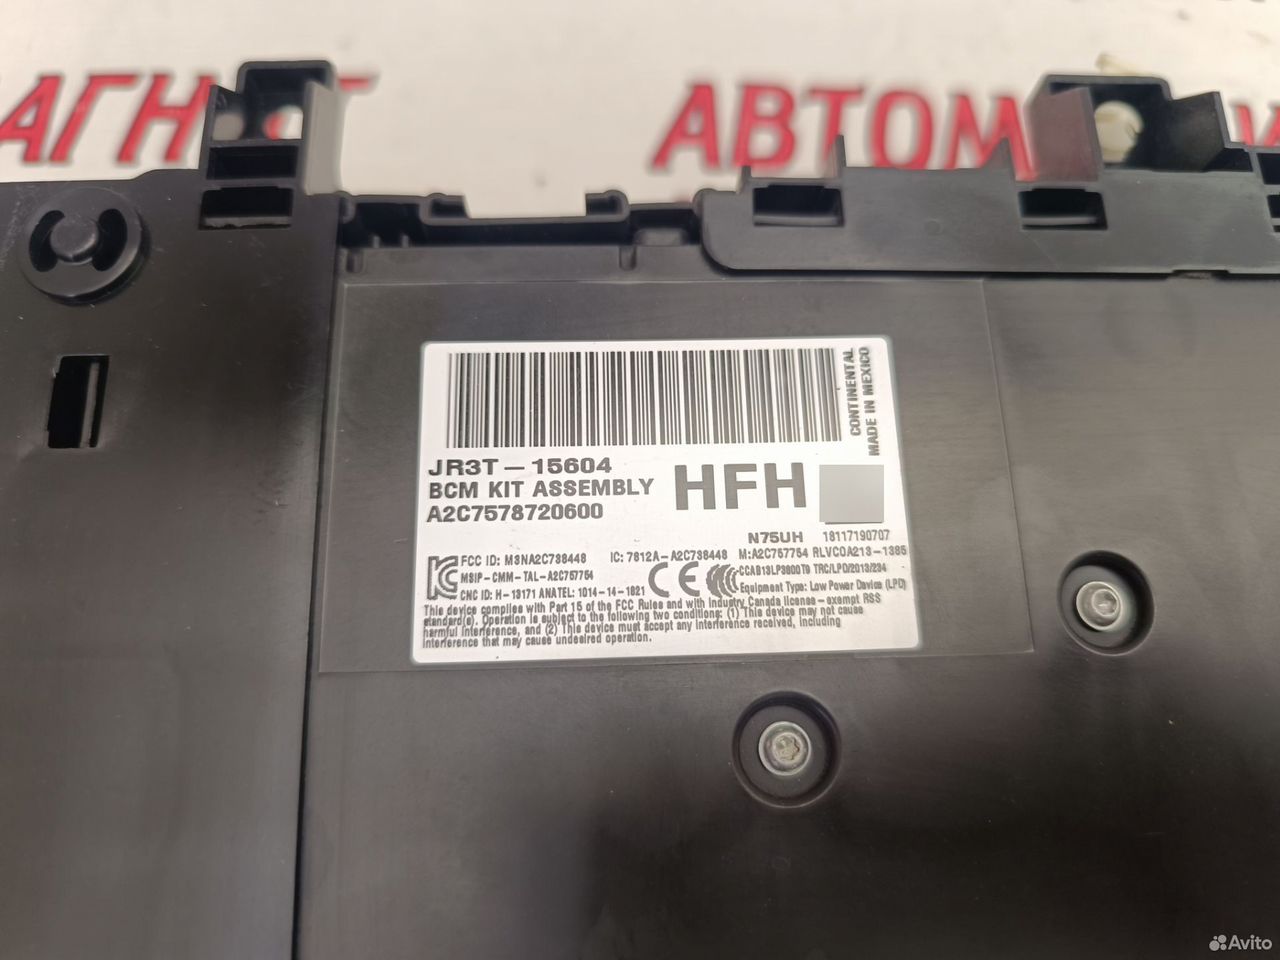 АГН
АВТОМ
CONTINENTAL
MADE IN MEXICO
JR3T-15604
BCM KIT ASSEMBLY
HFH
A2C7578720600
N75UH 18117190707
FCC ID: M3NA2C738448 IC: 7812A-A2C738448 M:A2C757754 RLVCOA213-1385
MSIP-CMM-TAL-A2C757754 CCAB13LP3800T9 TRC/LPD/2013/234
CNC ID: H-13171 ANATEL: 1014-14-1821 Equipment Type: Low Power Device (LPD)
This device complies with Part 15 of the FCC Rules and with Industry Canada license-exempt RSS
standard(s). Operation is subject to the following two conditions: (1) This device may not cause
harmful interference, and (2) This device must accept any interference received, including
interference that may cause undesired operation.
Avito